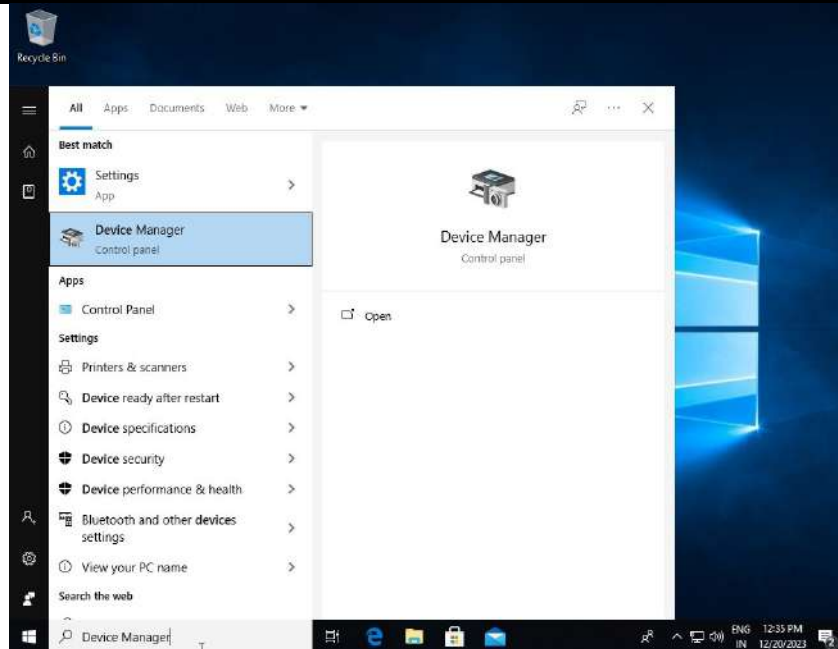 Recycle Bin
All Apps Documents Web More
Best match
Settings
App
Device Manager
Control panel
Apps
Control Panel
Settings
Printers & scanners
Device ready after restart
Device specifications
Device security
Device performance & health
Bluetooth and other devices
settings
View your PC name
Search the web
Device Manager
Control panel
Open
Device Manager
ENG
IN
12:35 PM
12/20/2023